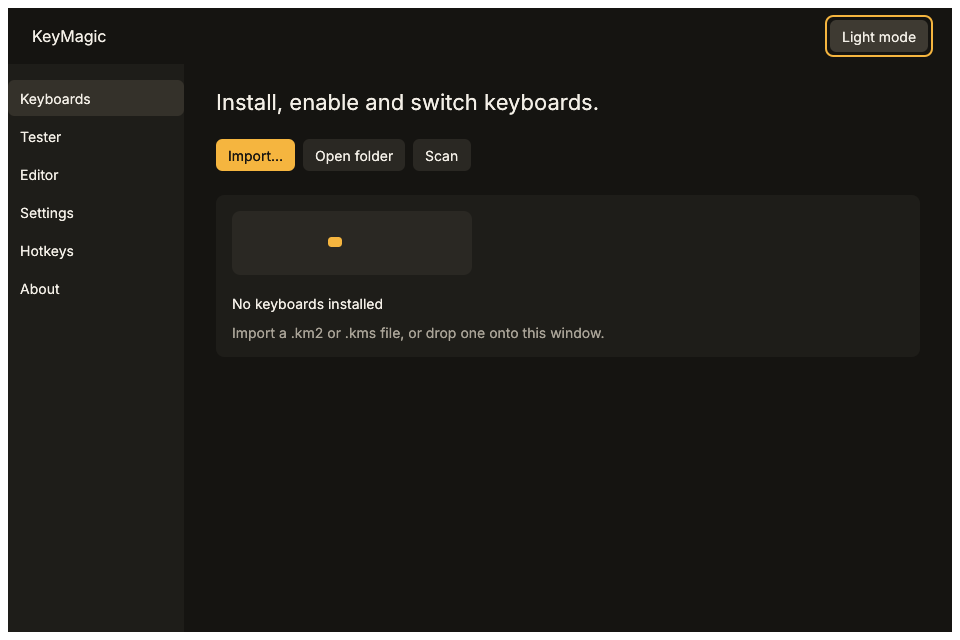 KeyMagic
Light mode
Keyboards
Tester
Editor
Settings
Hotkeys
About
Install, enable and switch keyboards.
Import...
Open folder
Scan
No keyboards installed
Import a .km2 or .kms file, or drop one onto this window.